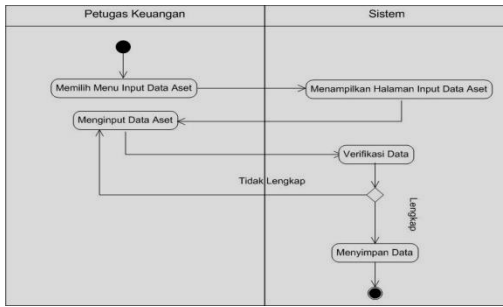 Petugas Keuangan
Sistem
Memilih Menu Input Data Aset
Menampilkan Halaman Input Data Aset
Menginput Data Aset
Verifikasi Data
Tidak Lengkap
Lengkap
Menyimpan Data